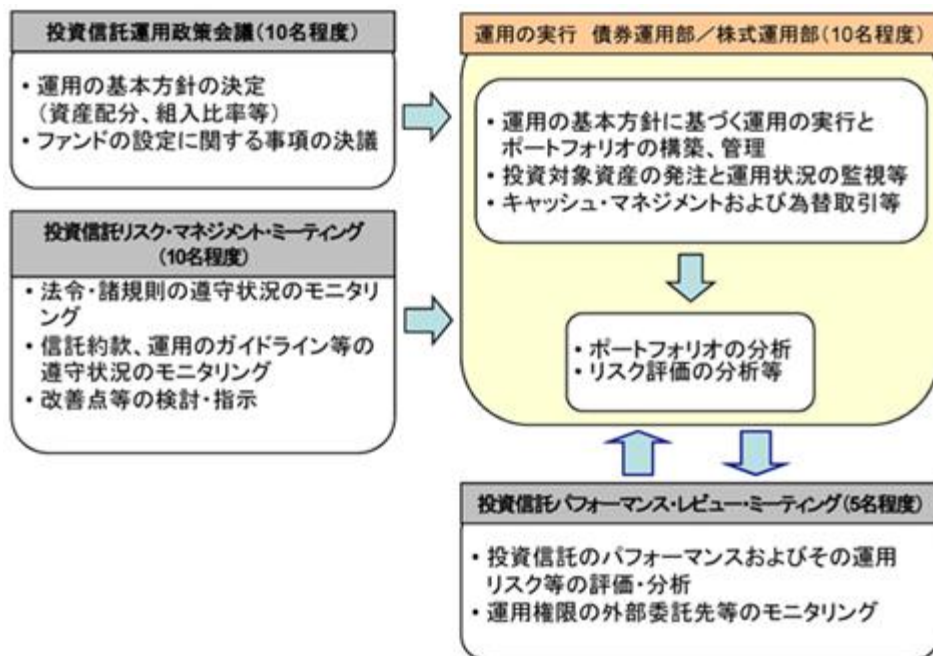 投資信託運用政策会議(10名程度)
・運用の基本方針の決定
(資産配分、組入比率等)
・ファンドの設定に関する事項の決議
投資信託リスク・マネジメント・ミーティング
(10名程度)
・法令・諸規則の遵守状況のモニタリ
ング
・信託約款、運用のガイドライン等の
遵守状況のモニタリング
・改善点等の検討・指示
運用の実行 債券運用部/株式運用部(10名程度)
・運用の基本方針に基づく運用の実行と
ポートフォリオの構築、管理
・投資対象資産の発注と運用状況の監視等
・キャッシュ・マネジメントおよび為替取引等
・ポートフォリオの分析
・リスク評価の分析等
投資信託パフォーマンス・レビュー・ミーティング(5名程度)
・投資信託のパフォーマンスおよびその運用
リスク等の評価・分析
・運用権限の外部委託先等のモニタリング